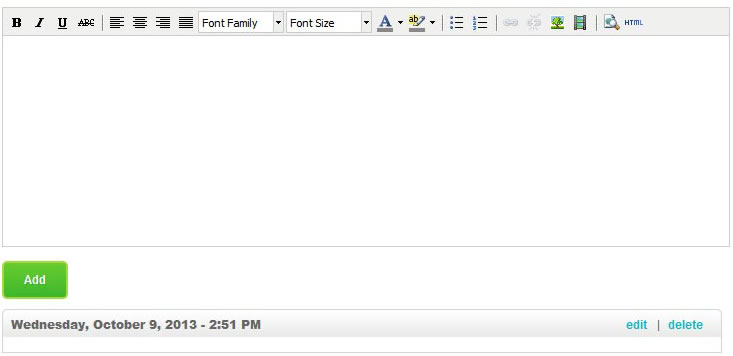 B I U ABC Font Family Font Size A ab HTML
Add
Wednesday, October 9, 2013 - 2:51 PM edit | delete